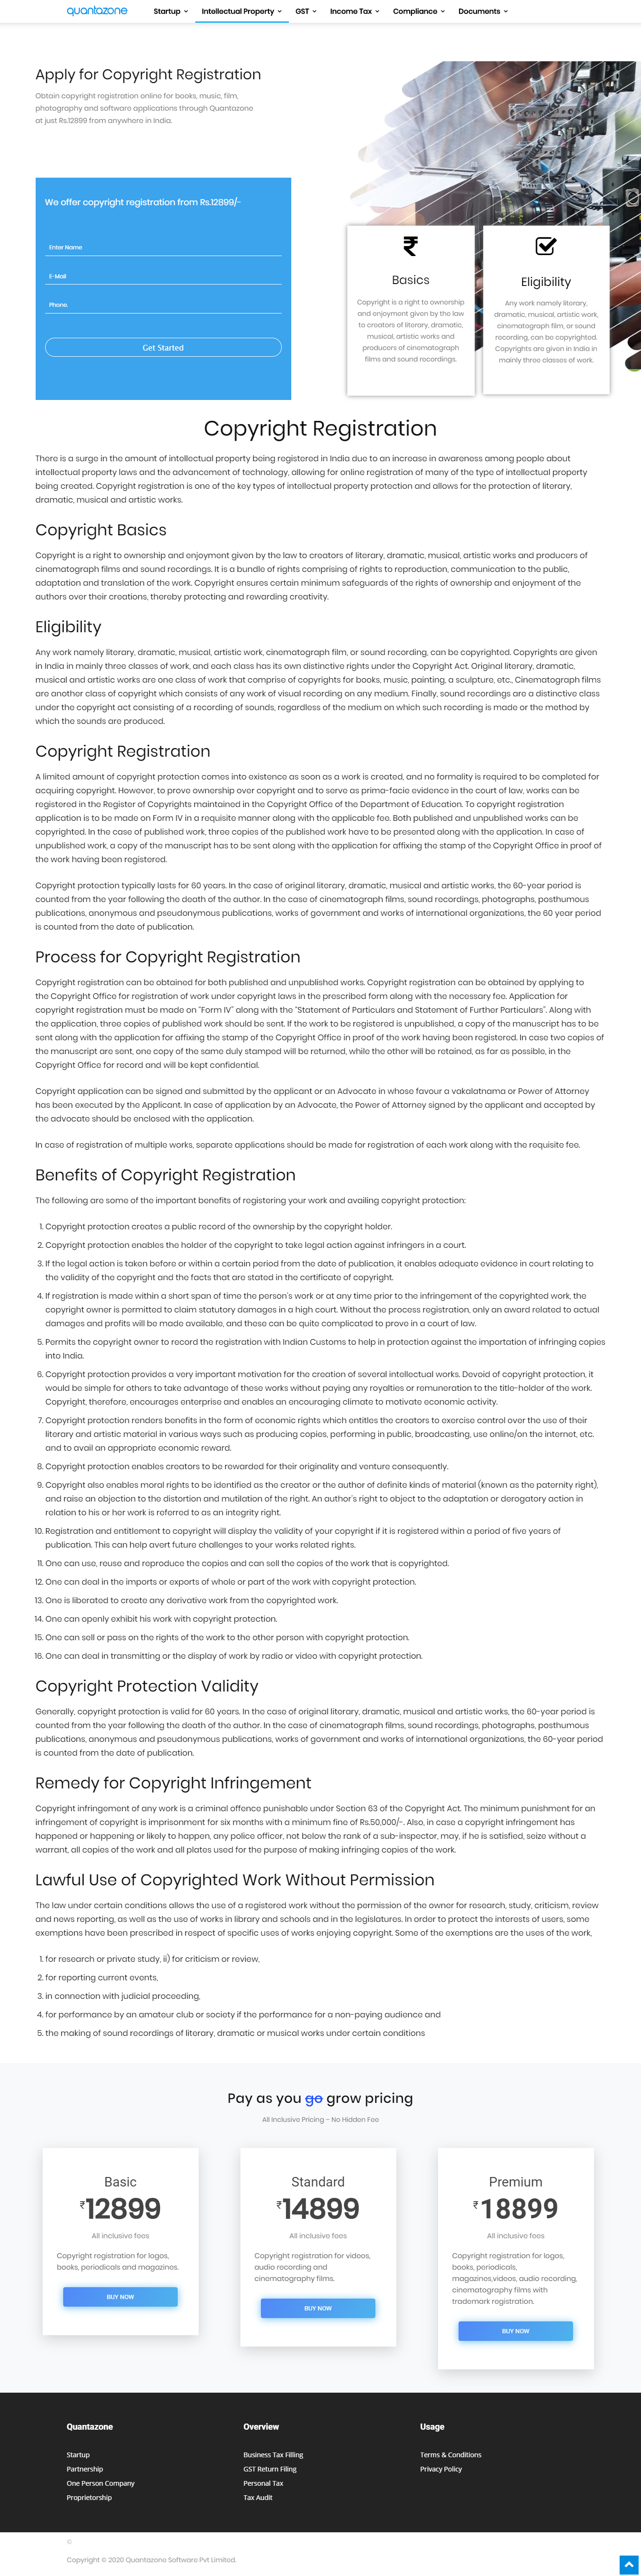 quantazone
Startup
Intellectual Property
GST
Income Tax
Compliance
Documents
Apply for Copyright Registration
Obtain copyright registration online for books, music, film,
photography and software applications through Quantazone
at just Rs.12899 from anywhere in India.
We offer copyright registration from Rs.12899/-
Enter Name
E-Mail
Phone.
Get Started
Basics
Copyright is a right to ownership
and enjoyment given by the law
to creators of literary, dramatic,
musical, artistic works and
producers of cinematograph
films and sound recordings.
Eligibility
Any work namely literary,
dramatic, musical, artistic work,
cinematograph film, or sound
recording, can be copyrighted.
Copyrights are given in India in
mainly three classes of work.
Copyright Registration
There is a surge in the amount of intellectual property being registered in India due to an increase in awareness among people about
intellectual property laws and the advancement of technology, allowing for online registration of many of the type of intellectual property
being created. Copyright registration is one of the key types of intellectual property protection and allows for the protection of literary,
dramatic, musical and artistic works.
Copyright Basics
Copyright is a right to ownership and enjoyment given by the law to creators of literary, dramatic, musical, artistic works and producers of
cinematograph films and sound recordings. It is a bundle of rights comprising of rights to reproduction, communication to the public,
adaptation and translation of the work. Copyright ensures certain minimum safeguards of the rights of ownership and enjoyment of the
authors over their creations, thereby protecting and rewarding creativity.
Eligibility
Any work namely literary, dramatic, musical, artistic work, cinematograph film, or sound recording, can be copyrighted. Copyrights are given
in India in mainly three classes of work, and each class has its own distinctive rights under the Copyright Act. Original literary, dramatic,
musical and artistic works are one class of work that comprise of copyrights for books, music, painting, a sculpture, etc., Cinematograph films
are another class of copyright which consists of any work of visual recording on any medium. Finally, sound recordings are a distinctive class
under the copyright act consisting of a recording of sounds, regardless of the medium on which such recording is made or the method by
which the sounds are produced.
Copyright Registration
A limited amount of copyright protection comes into existence as soon as a work is created, and no formality is required to be completed for
acquiring copyright. However, to prove ownership over copyright and to serve as prima-facie evidence in the court of law, works can be
registered in the Register of Copyrights maintained in the Copyright Office of the Department of Education. To copyright registration
application is to be made on Form IV in a requisite manner along with the applicable fee. Both published and unpublished works can be
copyrighted. In the case of published work, three copies of the published work have to be presented along with the application. In case of
unpublished work, a copy of the manuscript has to be sent along with the application for affixing the stamp of the Copyright Office in proof of
the work having been registered.
Copyright protection typically lasts for 60 years. In the case of original literary, dramatic, musical and artistic works, the 60-year period is
counted from the year following the death of the author. In the case of cinematograph films, sound recordings, photographs, posthumous
publications, anonymous and pseudonymous publications, works of government and works of international organizations, the 60 year period
is counted from the date of publication.
Process for Copyright Registration
Copyright registration can be obtained for both published and unpublished works. Copyright registration can be obtained by applying to
the Copyright Office for registration of work under copyright laws in the prescribed form along with the necessary fee. Application for
copyright registration must be made on "Form IV" along with the "Statement of Particulars and Statement of Further Particulars". Along with
the application, three copies of published work should be sent. If the work to be registered is unpublished, a copy of the manuscript has to be
sent along with the application for affixing the stamp of the Copyright Office in proof of the work having been registered. In case two copies of
the manuscript are sent, one copy of the same duly stamped will be returned, while the other will be retained, as far as possible, in the
Copyright Office for record and will be kept confidential.
Copyright application can be signed and submitted by the applicant or an Advocate in whose favour a vakalatnama or Power of Attorney
has been executed by the Applicant. In case of application by an Advocate, the Power of Attorney signed by the applicant and accepted by
the advocate should be enclosed with the application.
In case of registration of multiple works, separate applications should be made for registration of each work along with the requisite fee.
Benefits of Copyright Registration
The following are some of the important benefits of registering your work and availing copyright protection:
1. Copyright protection creates a public record of the ownership by the copyright holder.
2. Copyright protection enables the holder of the copyright to take legal action against infringers in a court.
3. If the legal action is taken before or within a certain period from the date of publication, it enables adequate evidence in court relating to
the validity of the copyright and the facts that are stated in the certificate of copyright.
4. If registration is made within a short span of time the person's work or at any time prior to the infringement of the copyrighted work, the
copyright owner is permitted to claim statutory damages in a high court. Without the process registration, only an award related to actual
damages and profits will be made available, and these can be quite complicated to prove in a court of law.
5. Permits the copyright owner to record the registration with Indian Customs to help in protection against the importation of infringing copies
into India.
6. Copyright protection provides a very important motivation for the creation of several intellectual works. Devoid of copyright protection, it
would be simple for others to take advantage of these works without paying any royalties or remuneration to the title-holder of the work.
Copyright, therefore, encourages enterprise and enables an encouraging climate to motivate economic activity.
7. Copyright protection renders benefits in the form of economic rights which entitles the creators to exercise control over the use of their
literary and artistic material in various ways such as producing copies, performing in public, broadcasting, use online/on the internet, etc.
and to avail an appropriate economic reward.
8. Copyright protection enables creators to be rewarded for their originality and venture consequently.
9. Copyright also enables moral rights to be identified as the creator or the author of definite kinds of material (known as the paternity right),
and raise an objection to the distortion and mutilation of the right. An author's right to object to the adaptation or derogatory action in
relation to his or her work is referred to as an integrity right.
10. Registration and entitlement to copyright will display the validity of your copyright if it is registered within a period of five years of
publication. This can help avert future challenges to your works related rights.
11. One can use, reuse and reproduce the copies and can sell the copies of the work that is copyrighted.
12. One can deal in the imports or exports of whole or part of the work with copyright protection.
13. One is liberated to create any derivative work from the copyrighted work.
14. One can openly exhibit his work with copyright protection.
15. One can sell or pass on the rights of the work to the other person with copyright protection.
16. One can deal in transmitting or the display of work by radio or video with copyright protection.
Copyright Protection Validity
Generally, copyright protection is valid for 60 years. In the case of original literary, dramatic, musical and artistic works, the 60-year period is
counted from the year following the death of the author. In the case of cinematograph films, sound recordings, photographs, posthumous
publications, anonymous and pseudonymous publications, works of government and works of international organizations, the 60-year period
is counted from the date of publication.
Remedy for Copyright Infringement
Copyright infringement of any work is a criminal offence punishable under Section 63 of the Copyright Act. The minimum punishment for an
infringement of copyright is imprisonment for six months with a minimum fine of Rs.50,000/-. Also, in case a copyright infringement has
happened or happening or likely to happen, any police officer, not below the rank of a sub-inspector, may, if he is satisfied, seize without a
warrant, all copies of the work and all plates used for the purpose of making infringing copies of the work.
Lawful Use of Copyrighted Work Without Permission
The law under certain conditions allows the use of a registered work without the permission of the owner for research, study, criticism, review
and news reporting, as well as the use of works in library and schools and in the legislatures. In order to protect the interests of users, some
exemptions have been prescribed in respect of specific uses of works enjoying copyright. Some of the exemptions are the uses of the work,
1. for research or private study, ii) for criticism or review,
2. for reporting current events,
3. in connection with judicial proceeding,
4. for performance by an amateur club or society if the performance for a non-paying audience and
5. the making of sound recordings of literary, dramatic or musical works under certain conditions
Pay as you go grow pricing
All Inclusive Pricing – No Hidden Fee
Basic
₹12899
All inclusive fees
Copyright registration for logos,
books, periodicals and magazines.
BUY NOW
Standard
₹14899
All inclusive fees
Copyright registration for videos,
audio recording and
cinematography films.
BUY NOW
Premium
₹18899
All inclusive fees
Copyright registration for logos,
books, periodicals,
magazines,videos, audio recording,
cinematography films with
trademark registration.
BUY NOW
Quantazone
Startup
Partnership
One Person Company
Proprietorship
Overview
Business Tax Filling
GST Return Filing
Personal Tax
Tax Audit
Usage
Terms & Conditions
Privacy Policy
©
Copyright © 2020 Quantazone Software Pvt Limited.